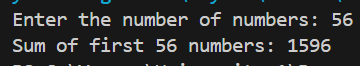 Enter the number of numbers: 56
Sum of first 56 numbers: 1596